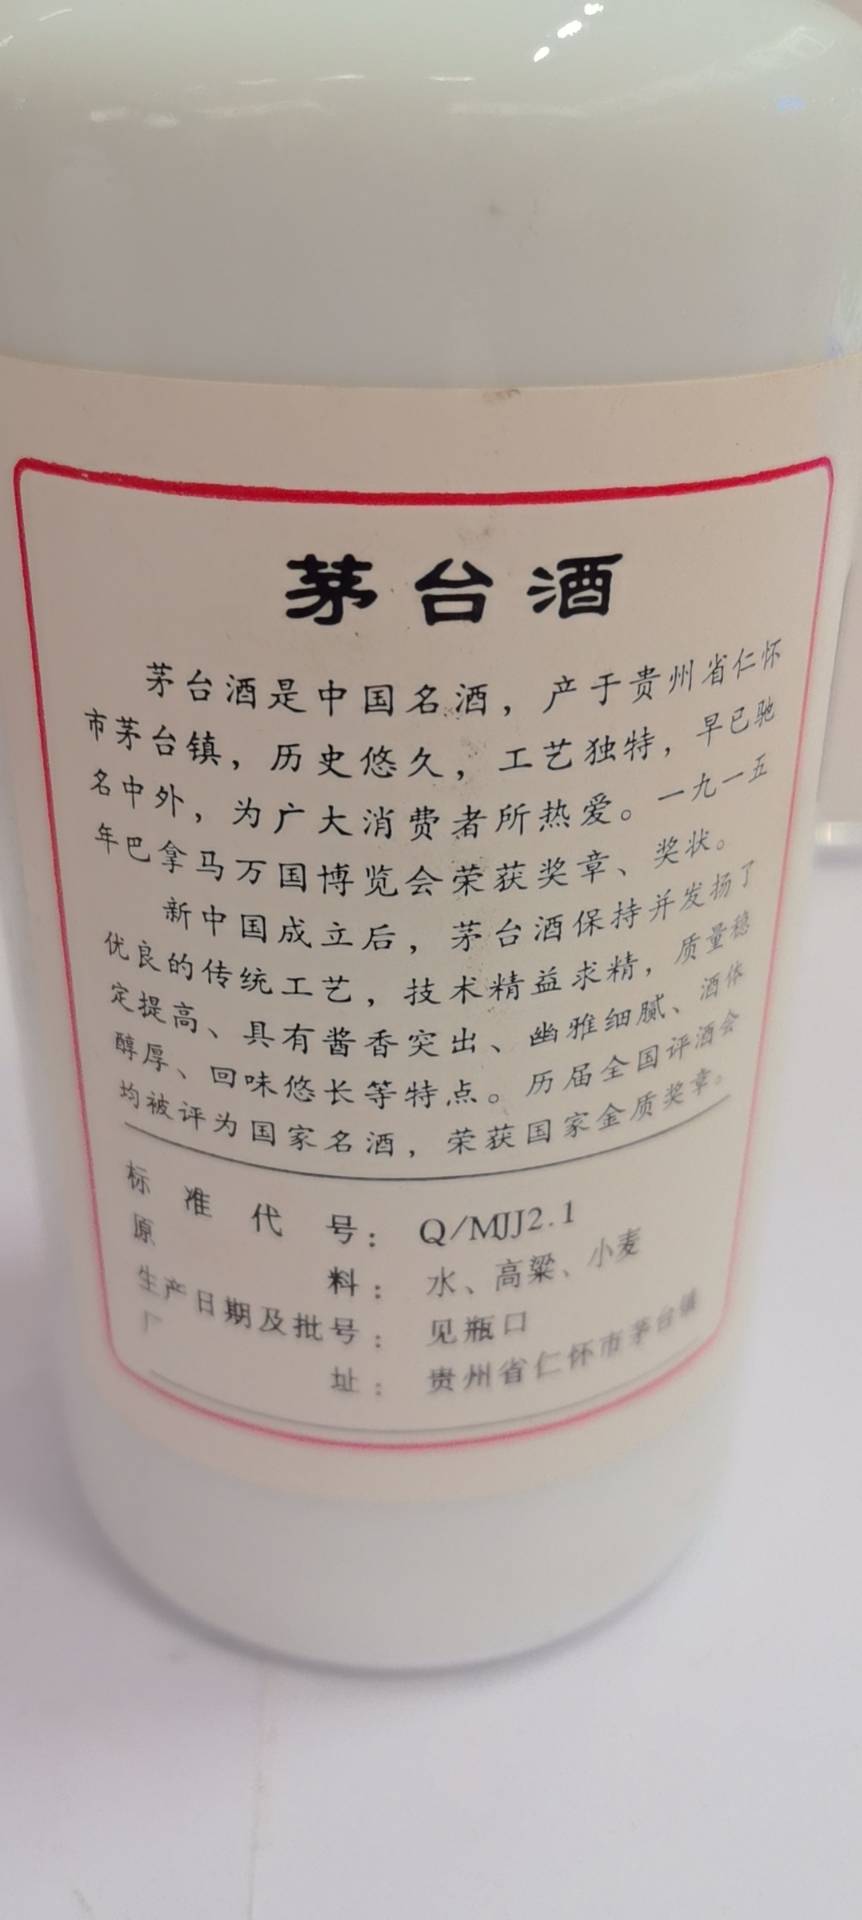 茅台酒
茅台酒是中国名酒，产于贵州省仁怀
市茅台镇，历史悠久，工艺独特，早已驰
名中外，为广大消费者所热爱。一九一五
年巴拿马万国博览会荣获奖章、奖状。
新中国成立后，茅台酒保持并发扬了
优良的传统工艺，技术精益求精，质量稳
定提高、具有酱香突出、幽雅细腻、酒体
醇厚、回味悠长等特点。历届全国评酒会
均被评为国家名酒，荣获国家金质奖章。
标准代号：Q/MJJ2.1
原料：水、高粱、小麦
生产日期及批号：见瓶口
厂址：贵州省仁怀市茅台镇